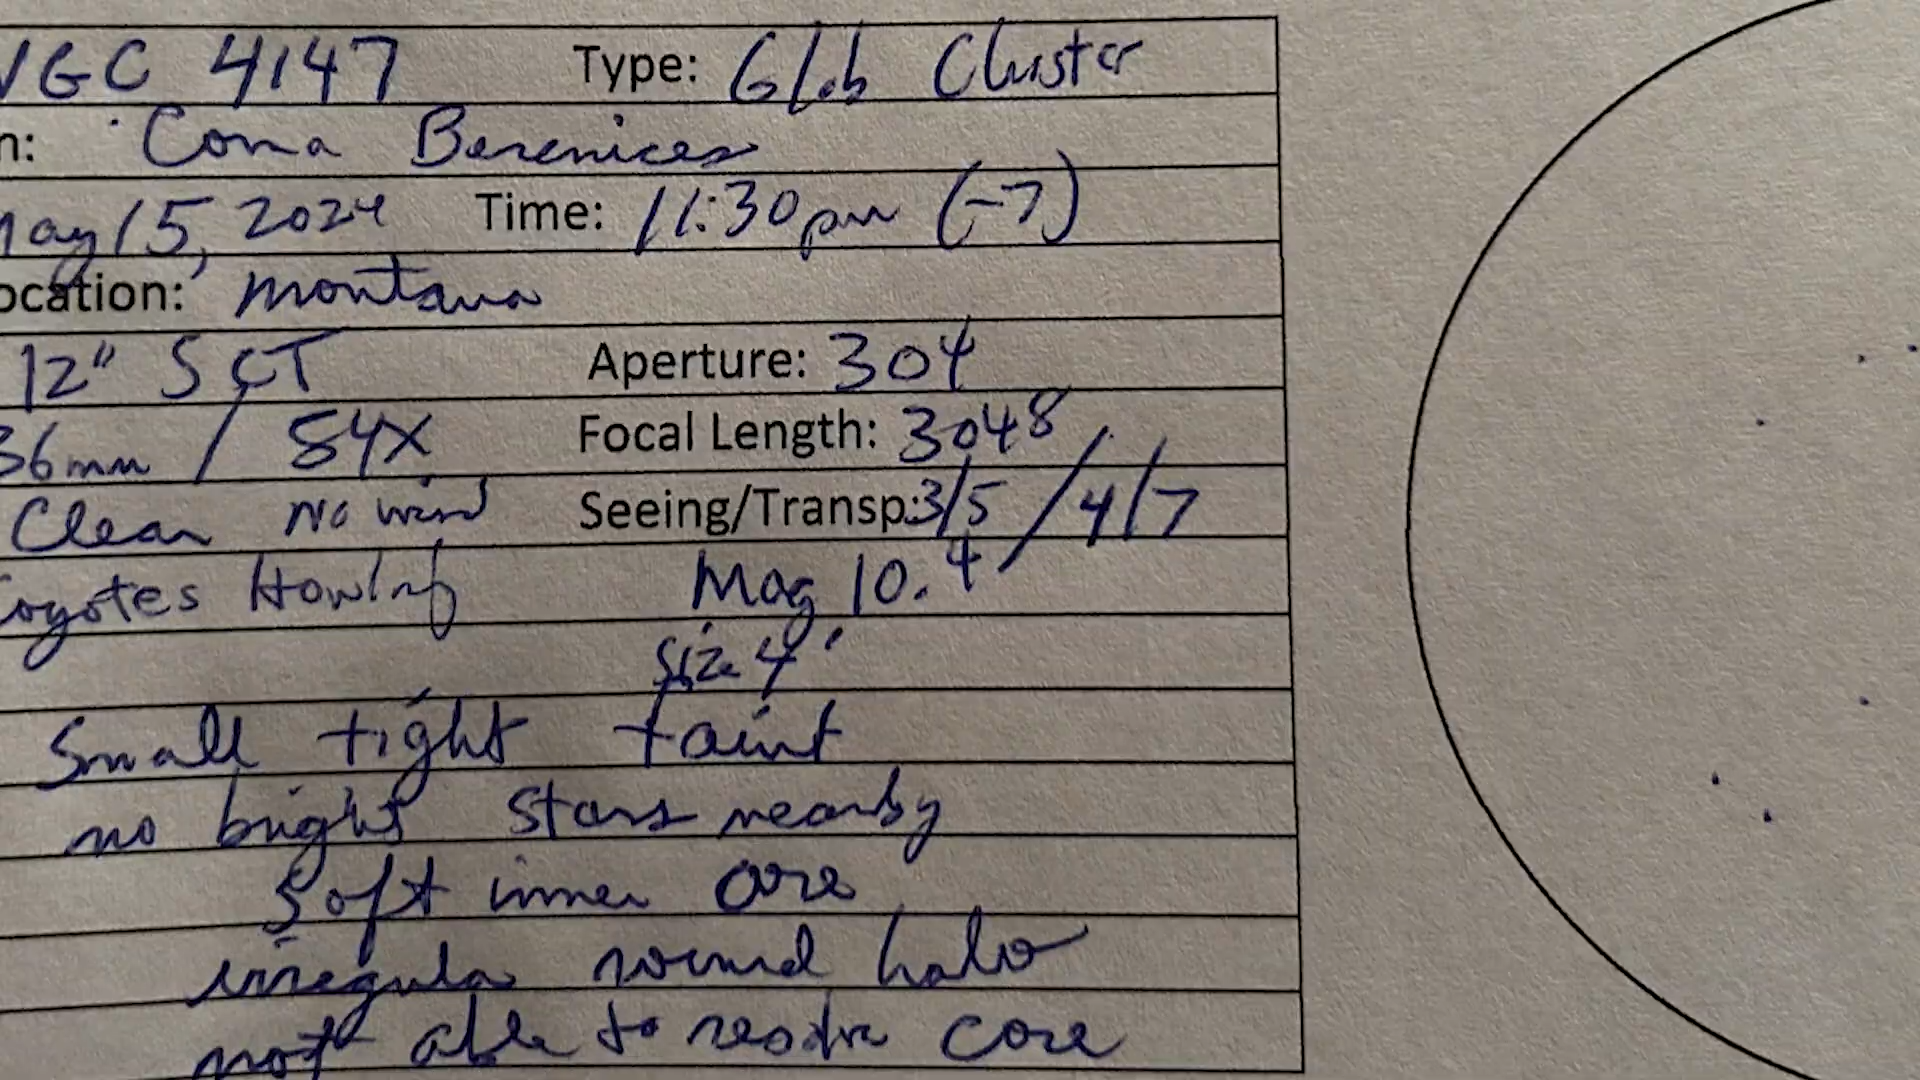 NGC 4147 Type: Glob Cluster
n: Coma Berenices
May 15, 2024 Time: 11:30pm (-7)
ocation: montana
12" SCT Aperture: 304
36mm / 84X Focal Length: 3048
Clear No wind Seeing/Transp: 3/5 / 4/7
Coyotes Howling Mag 10.4
Size 4'
Small tight faint
no bright stars nearby
Soft inner core
irregular round halo
not able to resolve core